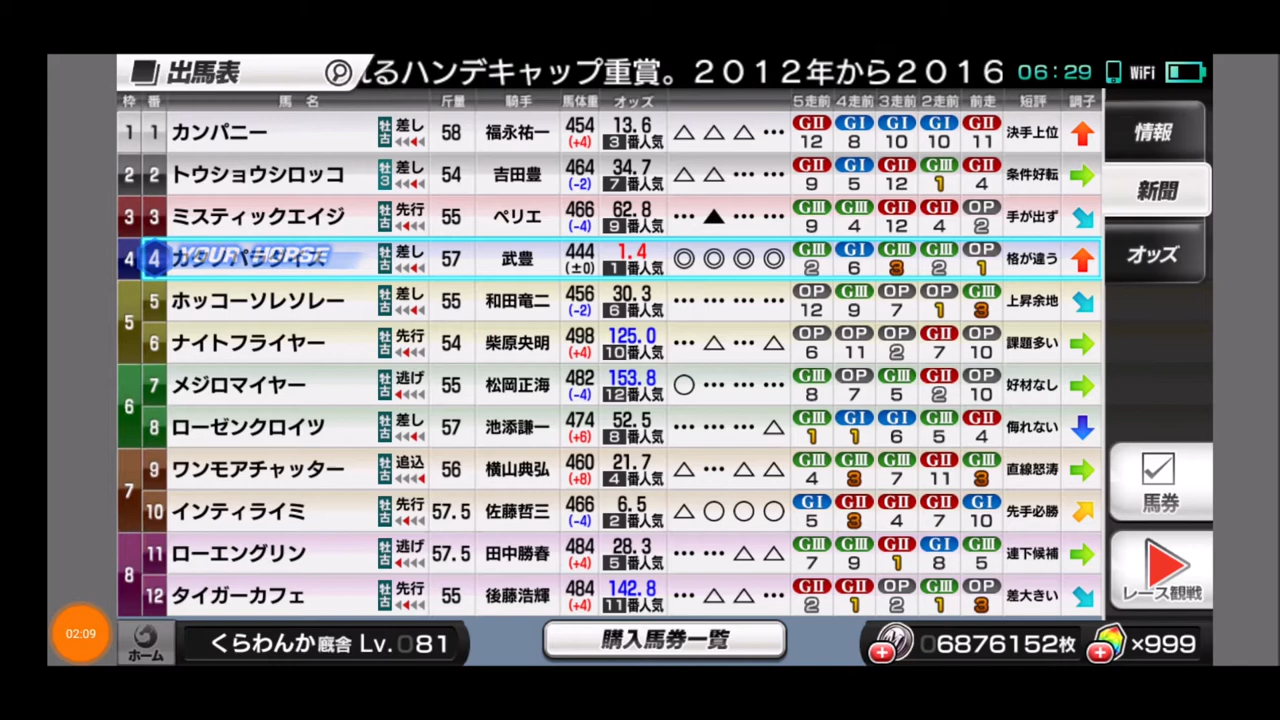 出馬表 えるハンデキャップ重賞。2012年から2016 06:29 WiFi
枠 番 馬 名 斤量 騎手 馬体重 オッズ 5走前 4走前 3走前 2走前 前走 短評 調子
1 1 カンパニー 牡古 差し 58 福永祐一 454 (+4) 13.6 3番人気 △ △ △ … GII 12 GI 8 GI 10 GI 10 GII 11 決手上位
2 2 トウショウシロッコ 牡3 差し 54 吉田豊 464 (-2) 34.7 7番人気 △ △ … … GII 9 GI 5 GII 12 GIII 1 GII 4 条件好転
3 3 ミスティックエイジ 牡古 先行 55 ペリエ 466 (-4) 62.8 9番人気 … ▲ … … GIII 9 GIII 4 GII 12 GII 4 OP 2 手が出ず
4 4 YOUR HORSE 牡古 差し 57 武豊 444 (±0) 1.4 1番人気 ◎ ◎ ◎ ◎ GIII 2 GI 6 GIII 3 GIII 2 OP 1 格が違う
5 5 ホッコーソレソレー 牡古 差し 55 和田竜二 456 (-2) 30.3 6番人気 … … … … OP 12 GIII 9 OP 7 OP 1 GIII 3 上昇余地
6 ナイトフライヤー 牡古 先行 54 柴原央明 498 (+4) 125.0 10番人気 … △ … △ OP 6 OP 11 OP 2 GII 7 OP 10 課題多い
6 7 メジロマイヤー 牡古 逃げ 55 松岡正海 482 (-4) 153.8 12番人気 ○ … … … GIII 8 OP 7 GIII 5 GII 2 OP 10 好材なし
8 ローゼンクロイツ 牡古 差し 57 池添謙一 474 (+6) 52.5 8番人気 … … … △ GIII 1 GI 1 GI 6 GIII 5 GII 4 侮れない
7 9 ワンモアチャッター 牡古 追込 56 横山典弘 460 (+8) 21.7 4番人気 △ … △ △ GIII 4 GIII 3 GIII 7 GII 11 GIII 3 直線怒涛
10 インティライミ 牡古 先行 57.5 佐藤哲三 466 (-4) 6.5 2番人気 △ ○ ○ ○ GI 5 GII 3 GII 4 GII 7 GI 10 先手必勝
8 11 ローエングリン 牡古 逃げ 57.5 田中勝春 484 (+4) 28.3 5番人気 … … △ △ GIII 7 GIII 9 GII 1 GI 8 GIII 5 連下候補
12 タイガーカフェ 牡古 先行 55 後藤浩輝 484 (+4) 142.8 11番人気 … △ △ … GII 2 GII 1 OP 2 GIII 1 OP 3 差大きい
情報
新聞
オッズ
馬券
レース観戦
02:09
ホーム くらわんか厩舎 Lv.081 購入馬券一覧 06876152枚 ×999